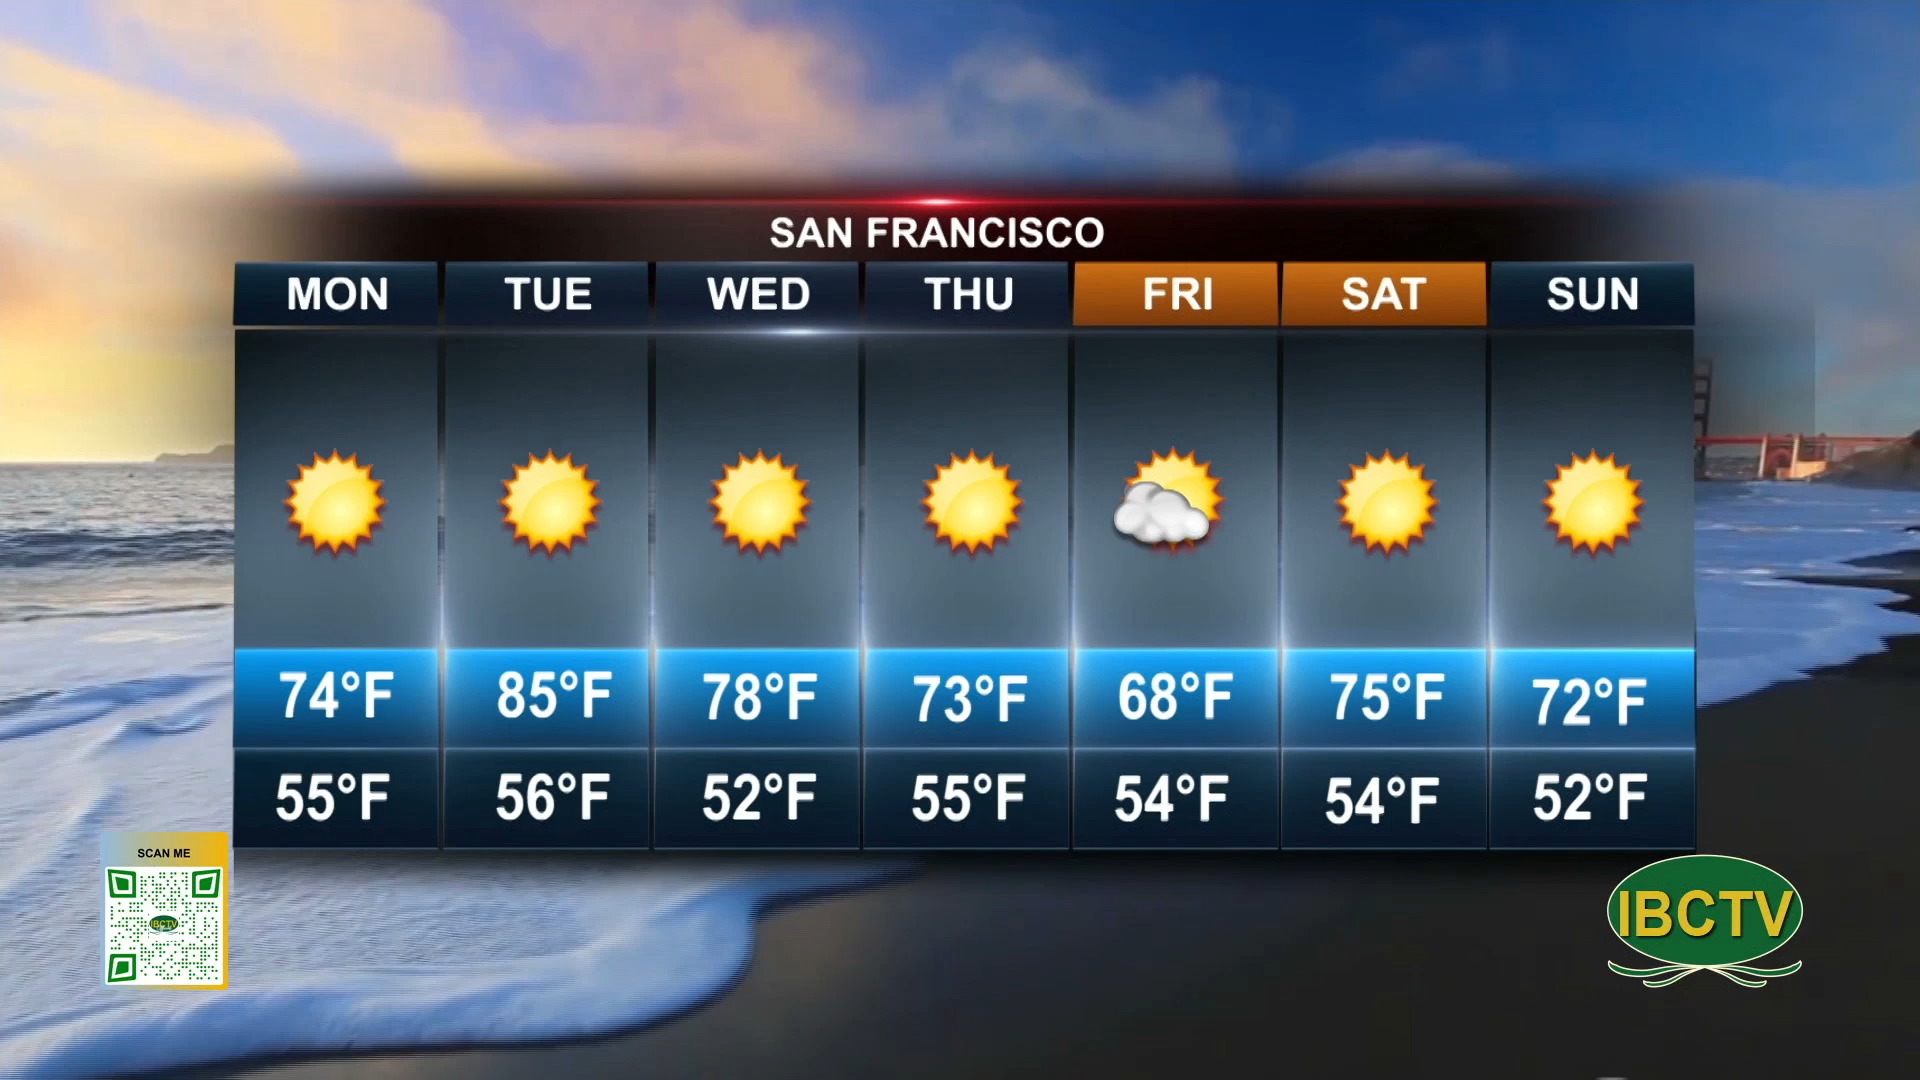 SAN FRANCISCO
MON TUE WED THU FRI SAT SUN
74°F 85°F 78°F 73°F 68°F 75°F 72°F
55°F 56°F 52°F 55°F 54°F 54°F 52°F
SCAN ME
IBCTV
IBCTV